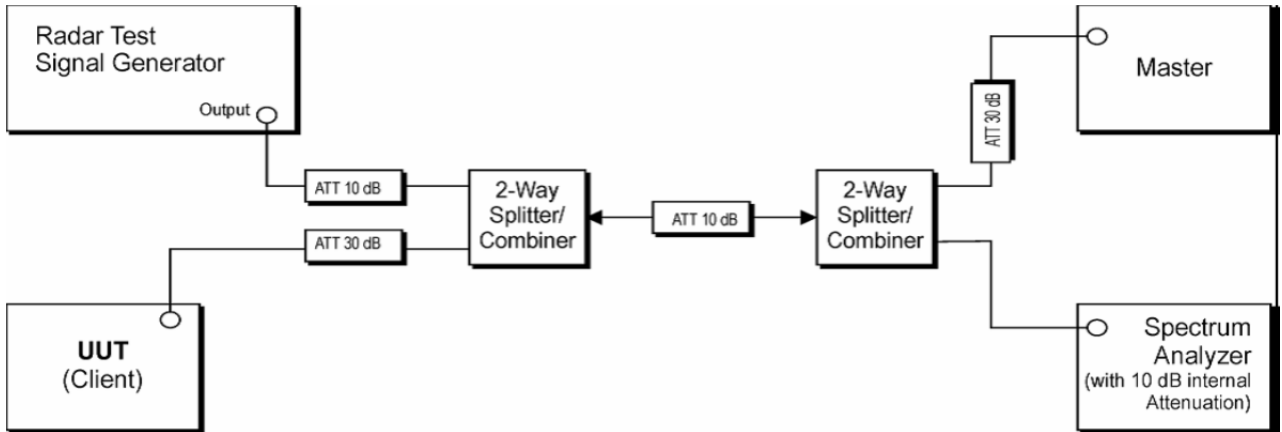 Radar Test
Signal Generator
Output
ATT 10 dB
ATT 30 dB
UUT
(Client)
2-Way
Splitter/
Combiner
ATT 10 dB
2-Way
Splitter/
Combiner
ATT 30 dB
Master
Spectrum
Analyzer
(with 10 dB internal
Attenuation)